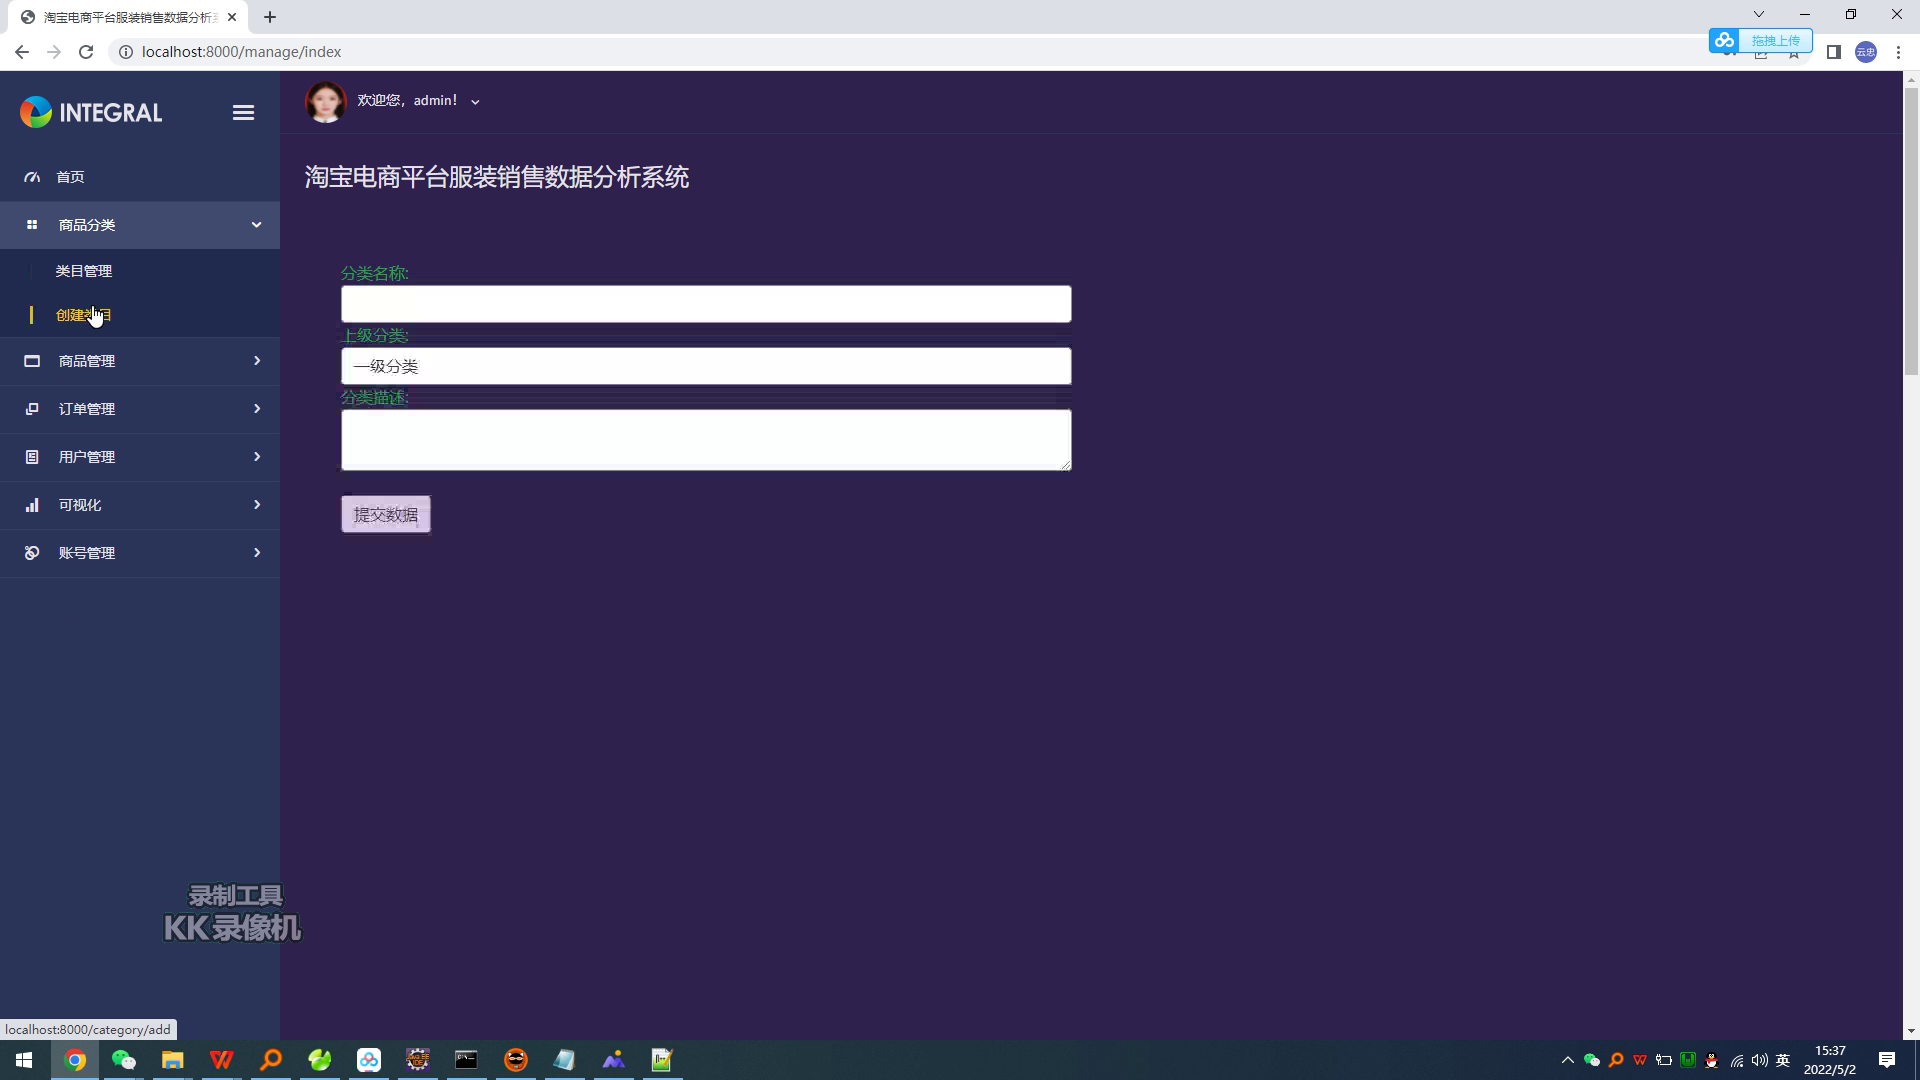 淘宝电商平台服装销售数据分析
localhost:8000/manage/index
拖拽上传
云忠
INTEGRAL
欢迎您，admin!
首页
淘宝电商平台服装销售数据分析系统
商品分类
类目管理
创建类目
商品管理
订单管理
用户管理
可视化
账号管理
分类名称:
上级分类:
一级分类
分类描述:
提交数据
录制工具
KK录像机
localhost:8000/category/add
英
15:37
2022/5/2